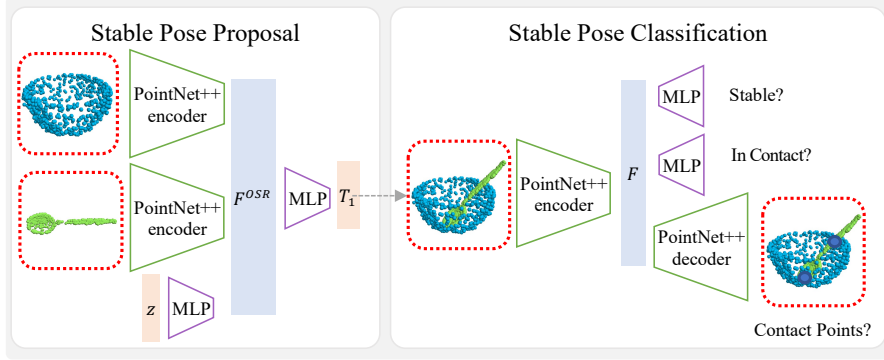 Stable Pose Proposal
PointNet++
encoder
PointNet++
encoder
z
MLP
F^{OSR}
MLP
T_1
Stable Pose Classification
PointNet++
encoder
F
MLP
Stable?
MLP
In Contact?
PointNet++
decoder
Contact Points?